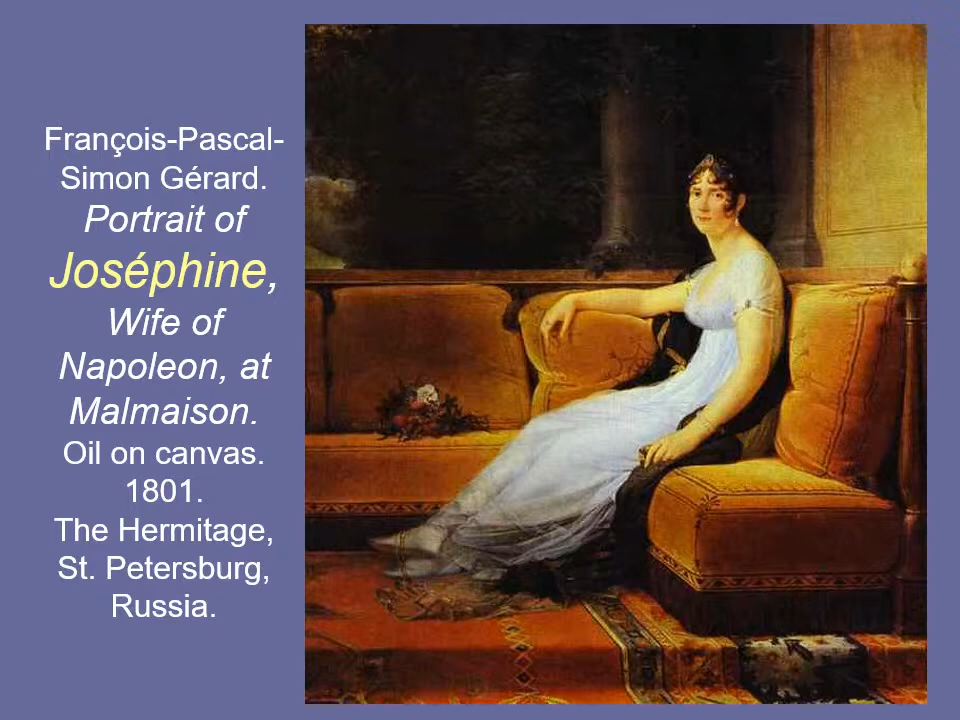 François-Pascal-
Simon Gérard.
Portrait of
Joséphine,
Wife of
Napoleon, at
Malmaison.
Oil on canvas.
1801.
The Hermitage,
St. Petersburg,
Russia.